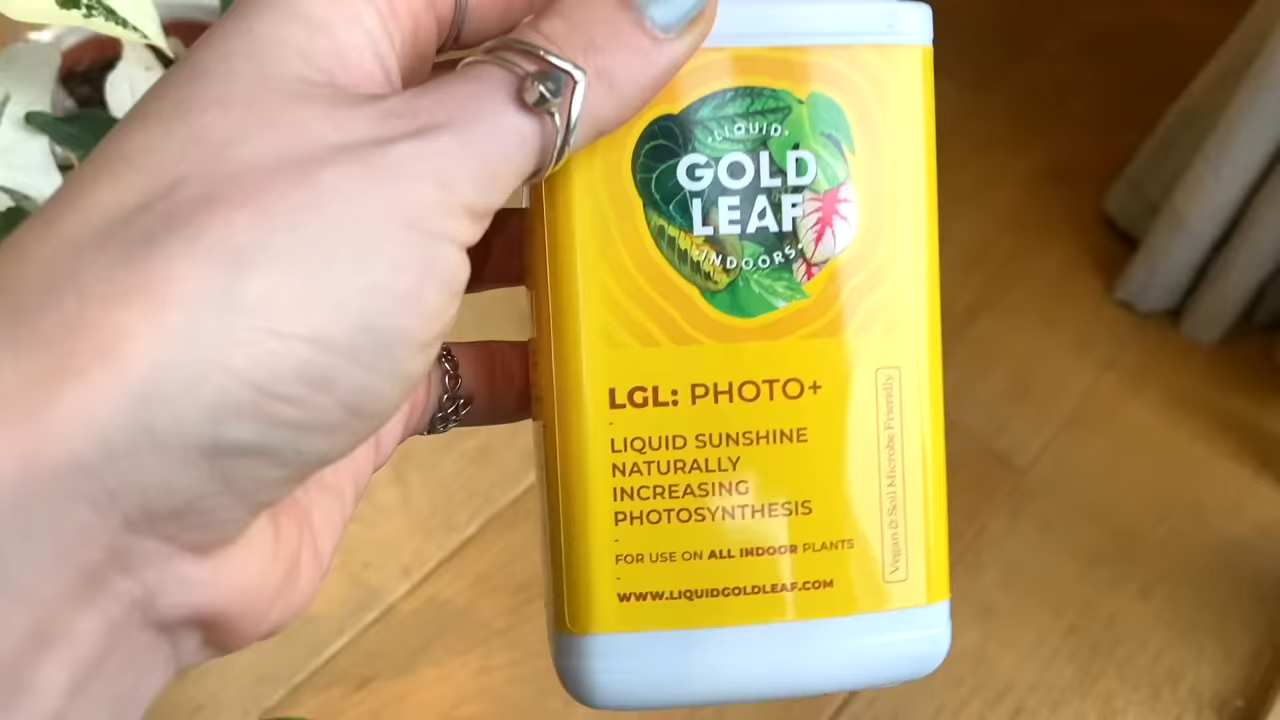 ·LIQUID·
GOLD
LEAF
·INDOORS·
LGL: PHOTO+
-
LIQUID SUNSHINE
NATURALLY
INCREASING
PHOTOSYNTHESIS
-
FOR USE ON ALL INDOOR PLANTS
-
WWW.LIQUIDGOLDLEAF.COM
Vegan & Soil Microbe Friendly